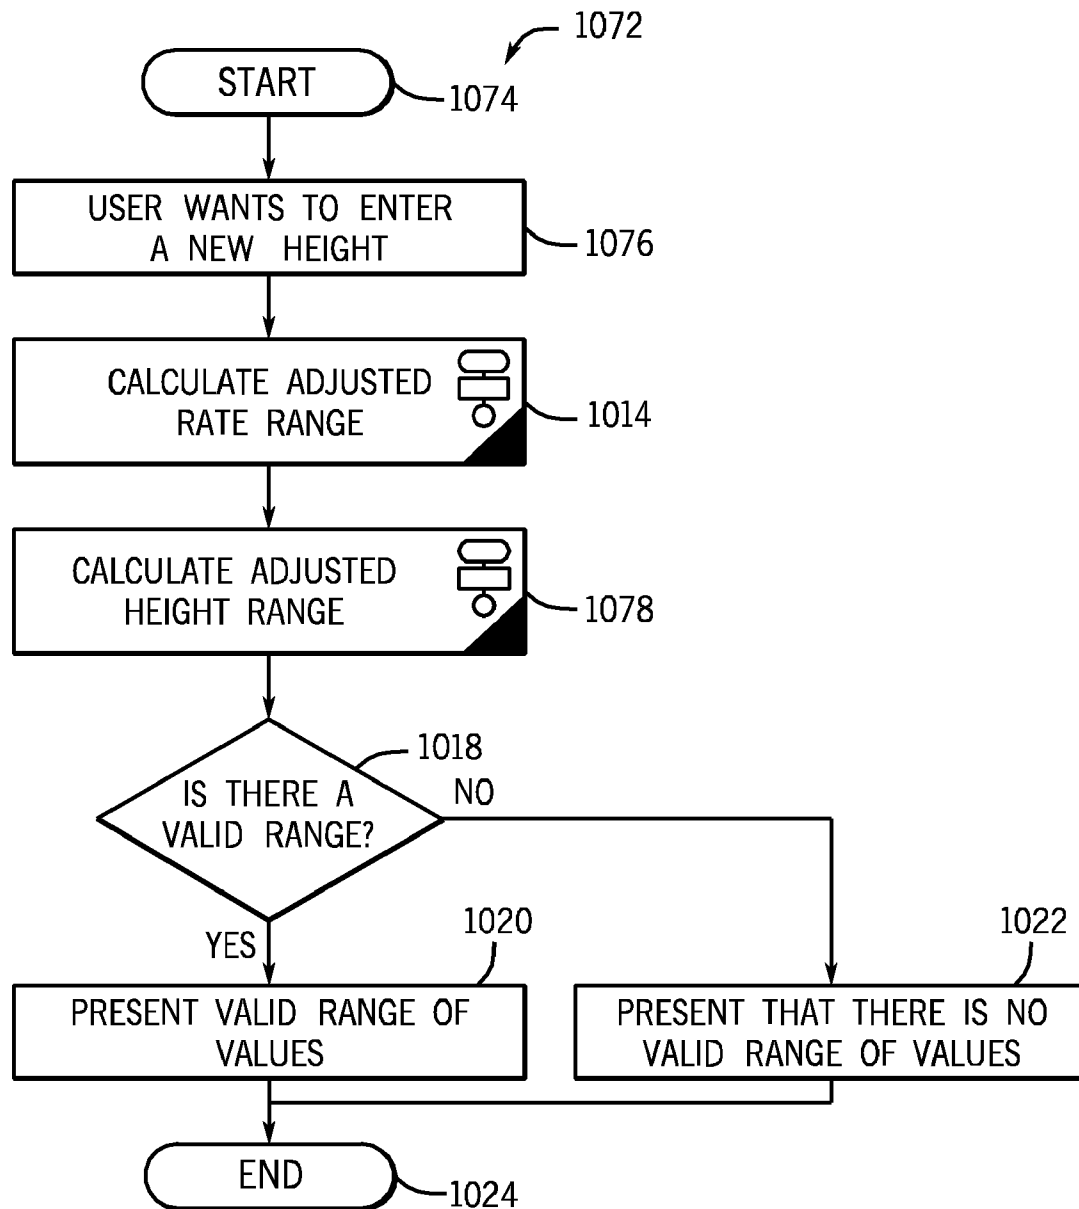 1072
START
1074
USER WANTS TO ENTER
A NEW HEIGHT
1076
CALCULATE ADJUSTED
RATE RANGE
1014
CALCULATE ADJUSTED
HEIGHT RANGE
1078
1018
IS THERE A
VALID RANGE?
NO
YES
1020
1022
PRESENT VALID RANGE OF
VALUES
PRESENT THAT THERE IS NO
VALID RANGE OF VALUES
END
1024